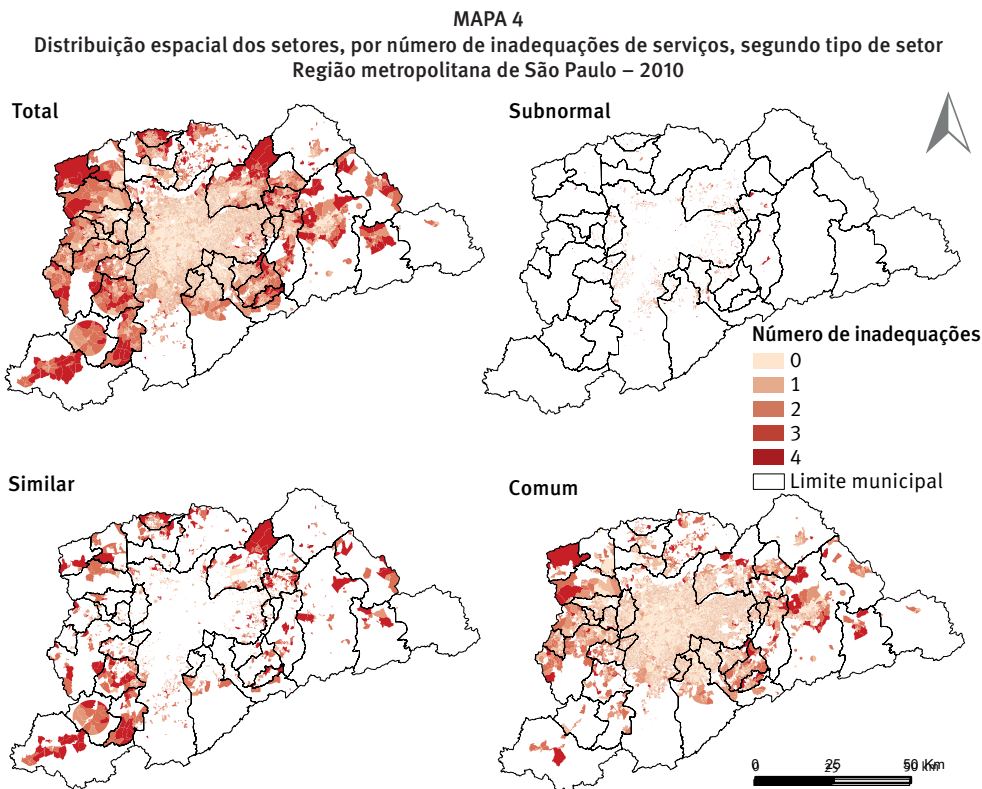 MAPA 4
Distribuição espacial dos setores, por número de inadequações de serviços, segundo tipo de setor
Região metropolitana de São Paulo – 2010
Total
Subnormal
Número de inadequações
0
1
2
3
4
Limite municipal
Similar
Comum
0 25 50 Km